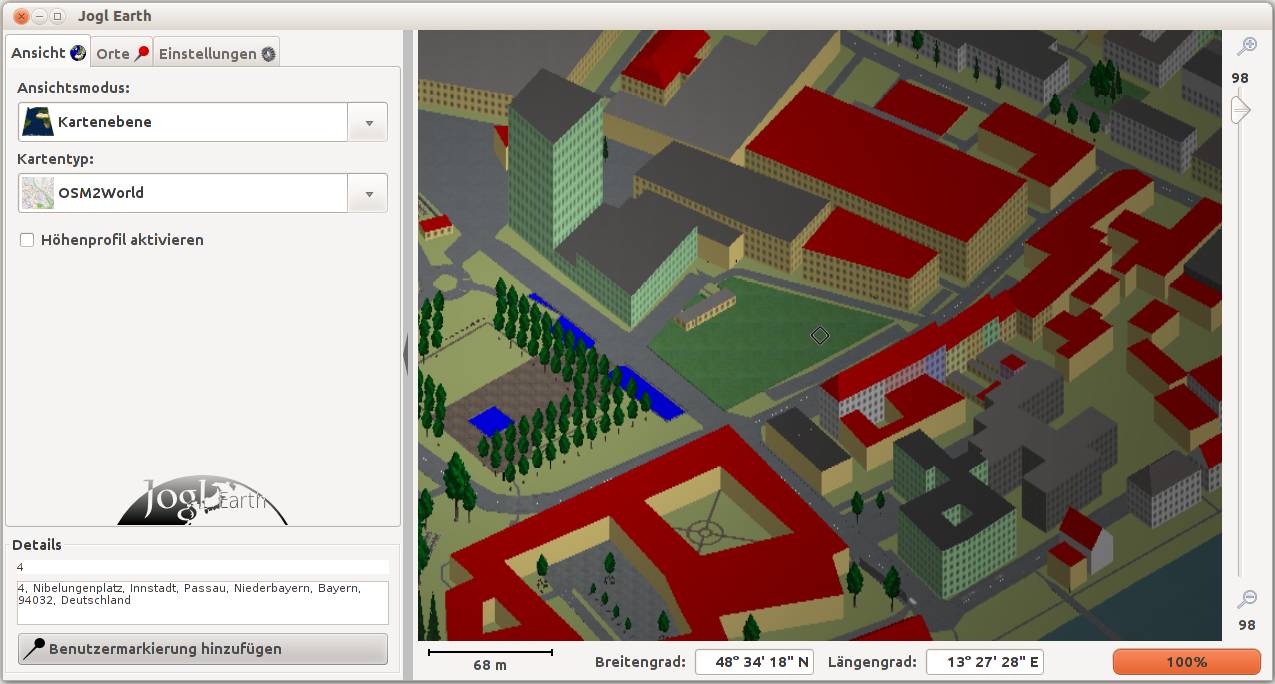 Jogl Earth
Ansicht Orte Einstellungen
Ansichtsmodus:
Kartenebene
Kartentyp:
OSM2World
Höhenprofil aktivieren
Jogl Earth
Details
4
4, Nibelungenplatz, Innstadt, Passau, Niederbayern, Bayern,
94032, Deutschland
Benutzermarkierung hinzufügen
98
98
68 m
Breitengrad: 48° 34' 18" N Längengrad: 13° 27' 28" E 100%